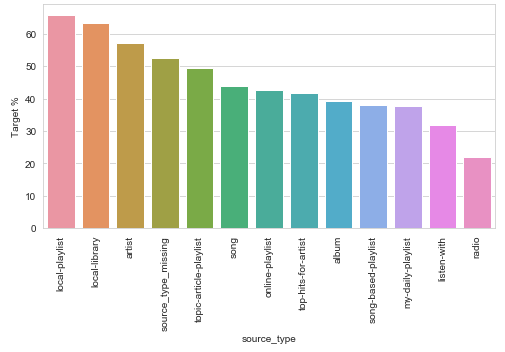 Target %
60
50
40
30
20
10
0
local-playlist
local-library
artist
source_type_missing
topic-article-playlist
song
online-playlist
top-hits-for-artist
album
song-based-playlist
my-daily-playlist
listen-with
radio
source_type